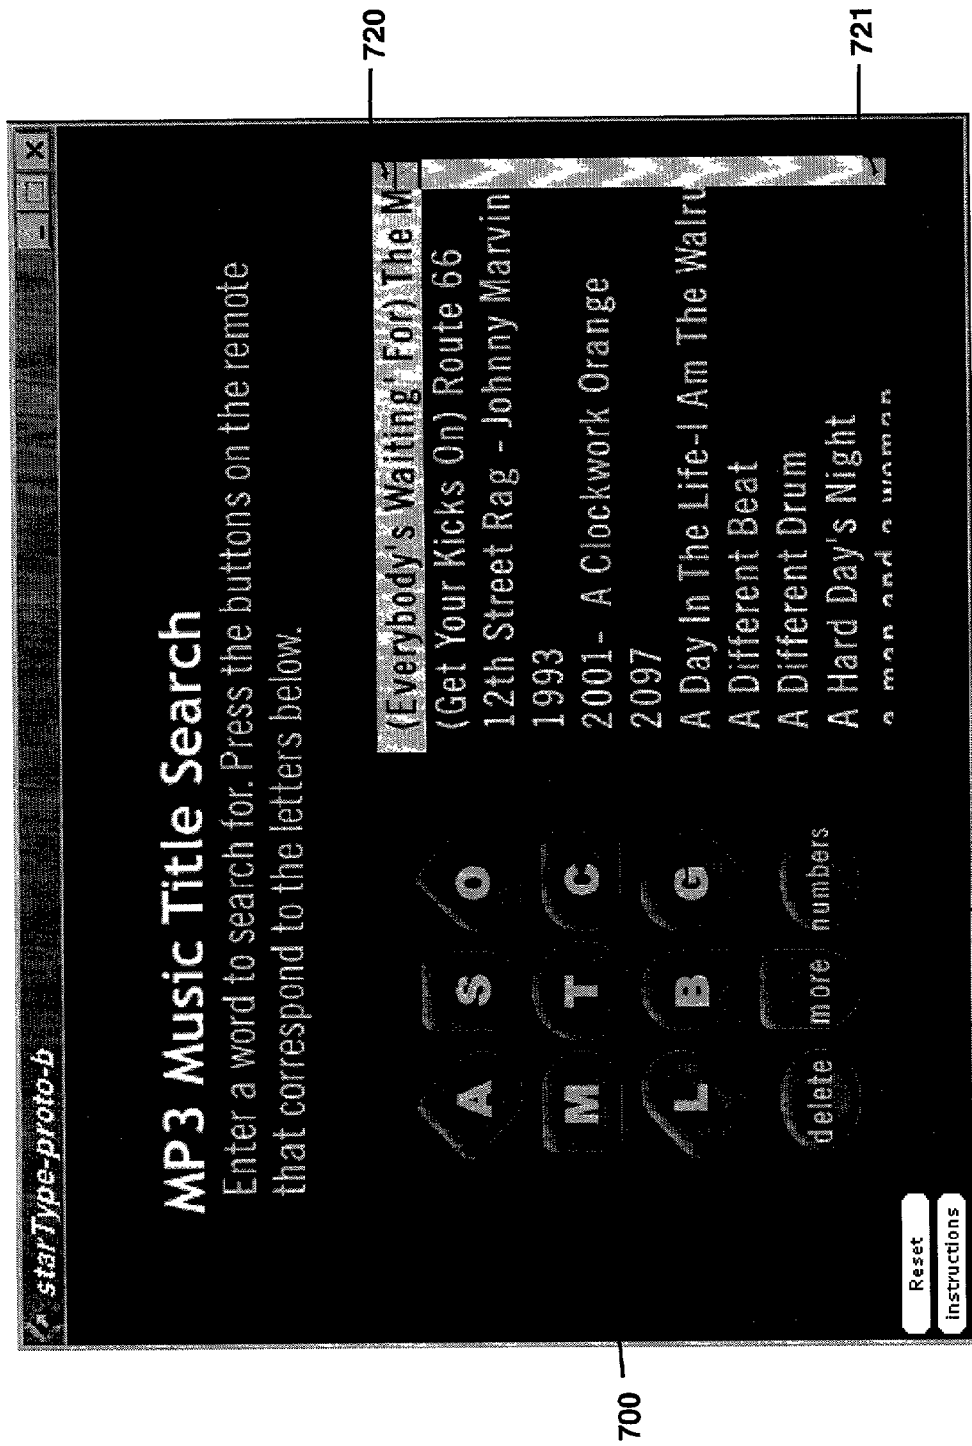 starType-proto-b
MP3 Music Title Search
Enter a word to search for. Press the buttons on the remote
that correspond to the letters below.
A S O
M T C
L B G
delete more numbers
(Everybody's Waiting' For) The M
(Get Your Kicks On) Route 66
12th Street Rag - Johnny Marvin
1993
2001- A Clockwork Orange
2097
A Day In The Life-I Am The Walru
A Different Beat
A Different Drum
A Hard Day's Night
a man and a woman
Reset
instructions
700
720
721